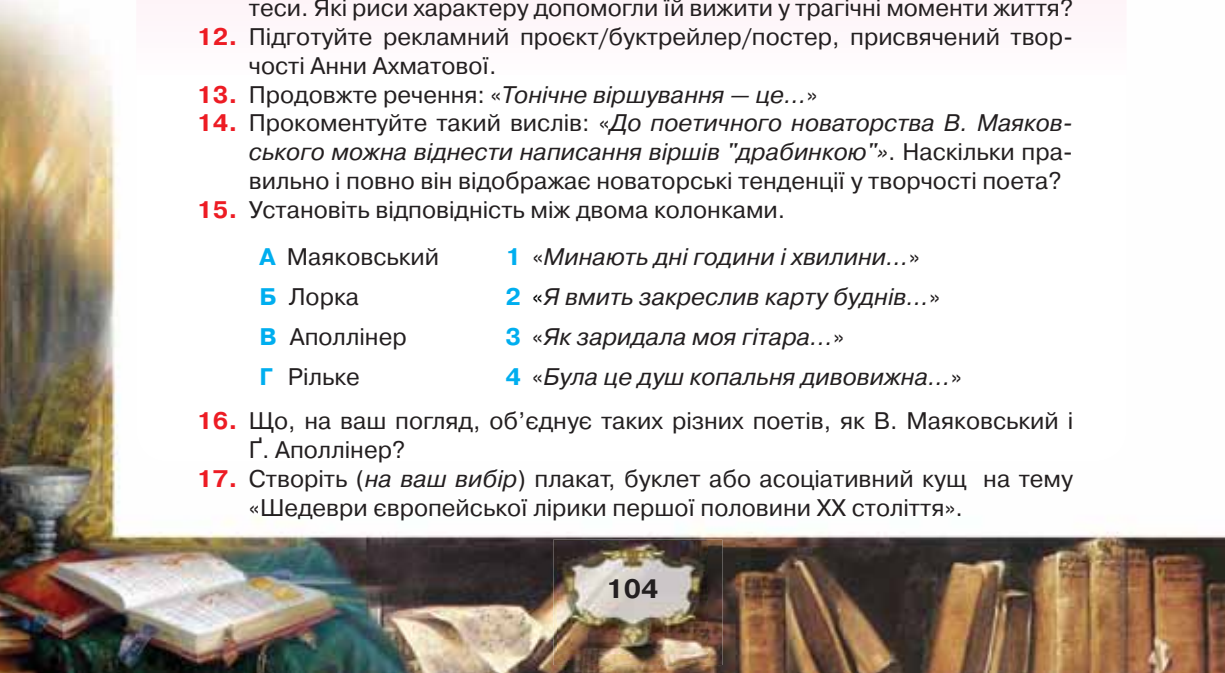 теси. Які риси характеру допомогли їй вижити у трагічні моменти життя?
12. Підготуйте рекламний проєкт/буктрейлер/постер, присвячений твор-
чості Анни Ахматової.
13. Продовжте речення: «Тонічне віршування — це...»
14. Прокоментуйте такий вислів: «До поетичного новаторства В. Маяков-
ського можна віднести написання віршів "драбинкою"». Наскільки пра-
вильно і повно він відображає новаторські тенденції у творчості поета?
15. Установіть відповідність між двома колонками.
А Маяковський 1 «Минають дні години і хвилини...»
Б Лорка 2 «Я вмить закреслив карту буднів...»
В Аполлінер 3 «Як заридала моя гітара...»
Г Рільке 4 «Була це душ копальня дивовижна...»
16. Що, на ваш погляд, об’єднує таких різних поетів, як В. Маяковський і
Ґ. Аполлінер?
17. Створіть (на ваш вибір) плакат, буклет або асоціативний кущ на тему
«Шедеври європейської лірики першої половини ХХ століття».
104